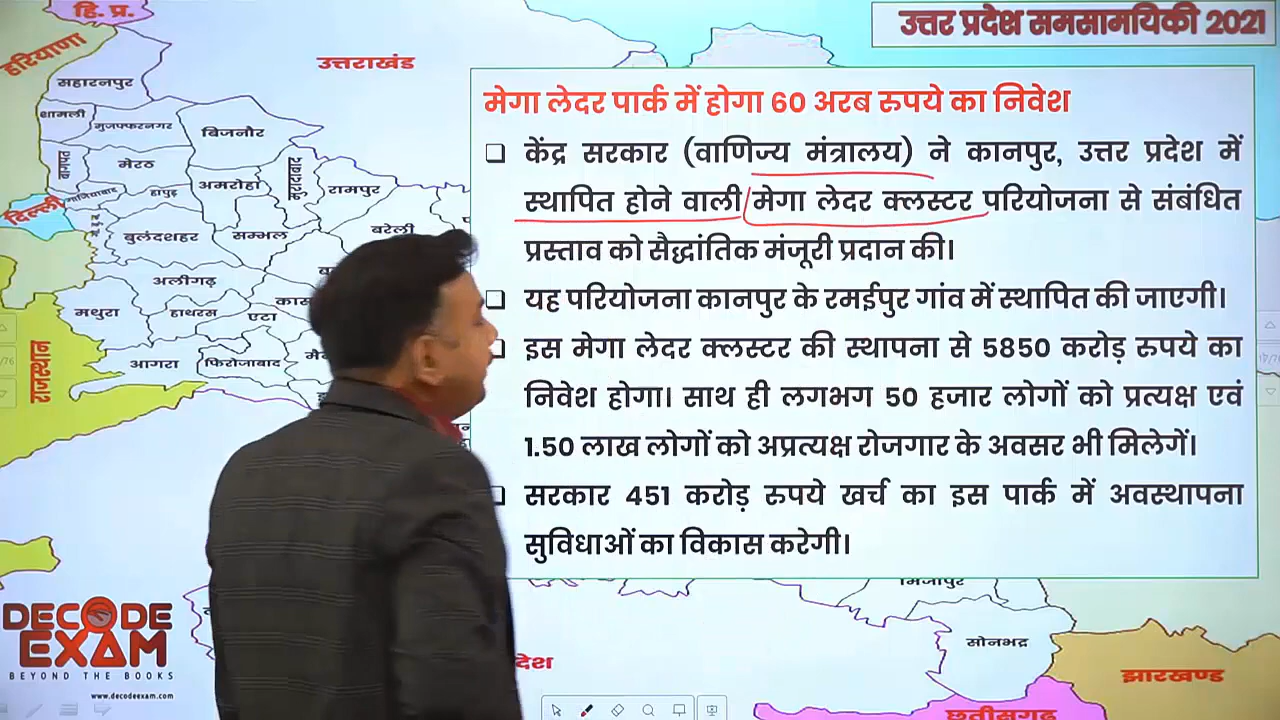 हि. प्र.
उत्तर प्रदेश समसामयिकी 2021
हरियाणा
उत्तराखंड
सहारनपुर
शामली
मुजफ्फरनगर
बिजनौर
बागपत
मेरठ
हापुड़
अमरोहा
मुरादाबाद
रामपुर
गाजियाबाद
दिल्ली
बुलंदशहर
सम्भल
बरेली
अलीगढ़
मथुरा
हाथरस
एटा
राजस्थान
आगरा
फिरोजाबाद
मेगा लेदर पार्क में होगा 60 अरब रुपये का निवेश
केंद्र सरकार (वाणिज्य मंत्रालय) ने कानपुर, उत्तर प्रदेश में
स्थापित होने वाली मेगा लेदर क्लस्टर परियोजना से संबंधित
प्रस्ताव को सैद्धांतिक मंजूरी प्रदान की।
यह परियोजना कानपुर के रमईपुर गांव में स्थापित की जाएगी।
इस मेगा लेदर क्लस्टर की स्थापना से 5850 करोड़ रुपये का
निवेश होगा। साथ ही लगभग 50 हजार लोगों को प्रत्यक्ष एवं
1.50 लाख लोगों को अप्रत्यक्ष रोजगार के अवसर भी मिलेगें।
सरकार 451 करोड़ रुपये खर्च का इस पार्क में अवस्थापना
सुविधाओं का विकास करेगी।
सोनभद्र
झारखण्ड
छत्तीसगढ़
DECODE
EXAM
BEYOND THE BOOKS
www.decodeexam.com